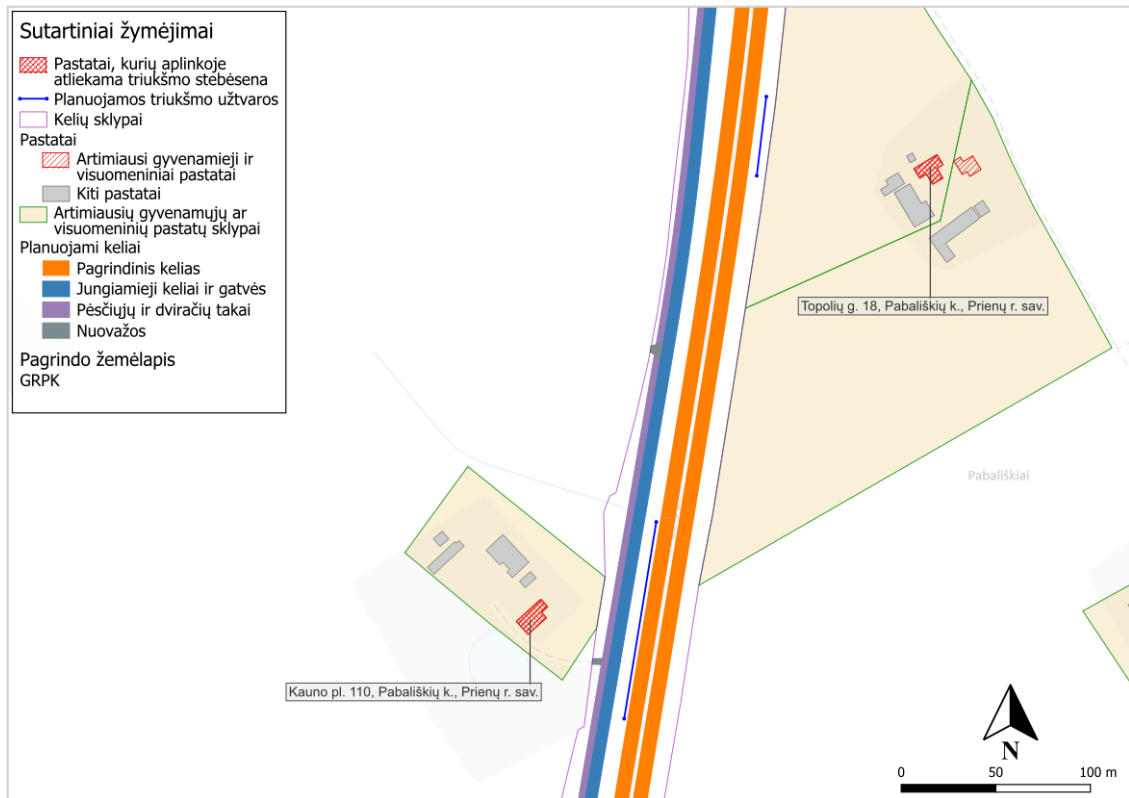 Sutartiniai žymėjimai
Pastatai, kurių aplinkoje
atliekama triukšmo stebėsena
Planuojamos triukšmo užtvaros
Kelių sklypai
Pastatai
Artimiausi gyvenamieji ir
visuomeniniai pastatai
Kiti pastatai
Artimiausių gyvenamųjų ar
visuomeninių pastatų sklypai
Planuojami keliai
Pagrindinis kelias
Jungiamieji keliai ir gatvės
Pėsčiųjų ir dviračių takai
Nuovažos
Pagrindo žemėlapis
GRPK
Topolių g. 18, Pabališkių k., Prienų r. sav.
Pabališkiai
Kauno pl. 110, Pabališkių k., Prienų r. sav.
N
0 50 100 m